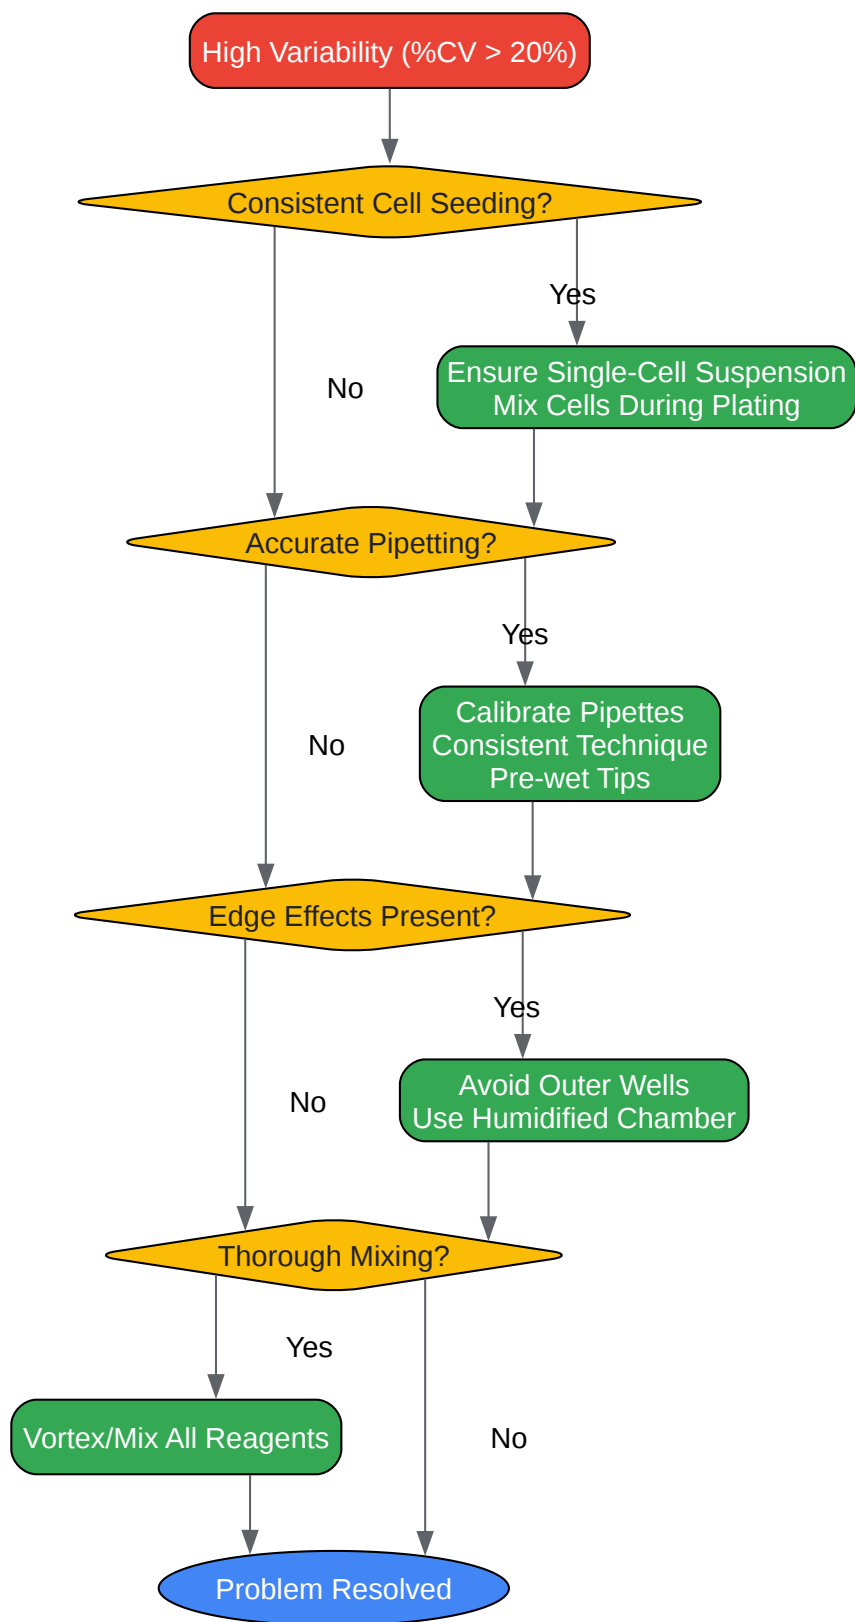 High Variability (%CV > 20%)
Consistent Cell Seeding?
Yes
No
Ensure Single-Cell Suspension
Mix Cells During Plating
Accurate Pipetting?
Yes
No
Calibrate Pipettes
Consistent Technique
Pre-wet Tips
Edge Effects Present?
Yes
No
Avoid Outer Wells
Use Humidified Chamber
Thorough Mixing?
Yes
No
Vortex/Mix All Reagents
Problem Resolved